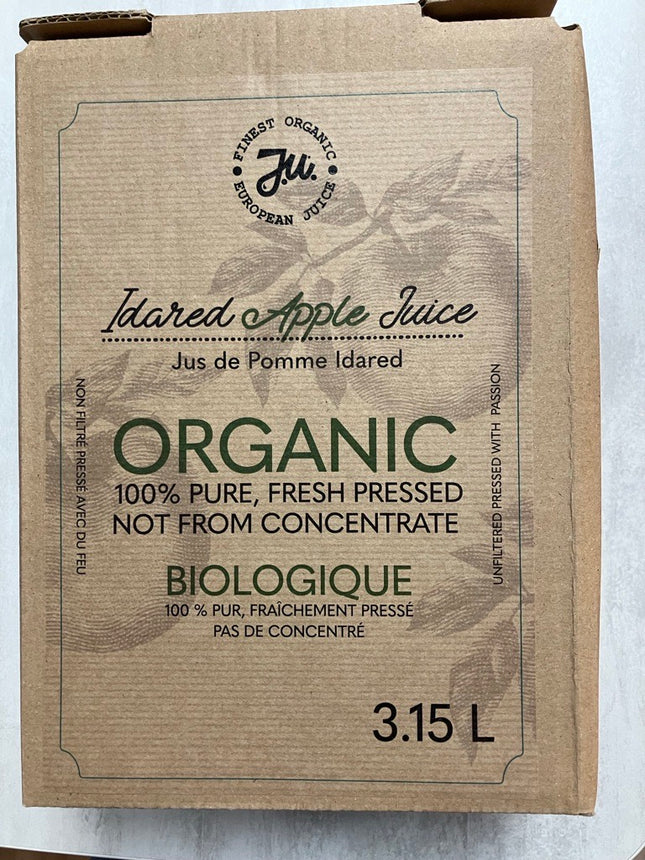 FINEST ORGANIC
J.U.
EUROPEAN JUICE
Idared Apple Juice
Jus de Pomme Idared
NON FILTRÉ PRESSÉ AVEC DU FEU
UNFILTERED PRESSED WITH PASSION
ORGANIC
100% PURE, FRESH PRESSED
NOT FROM CONCENTRATE
BIOLOGIQUE
100 % PUR, FRAÎCHEMENT PRESSÉ
PAS DE CONCENTRÉ
3.15 L